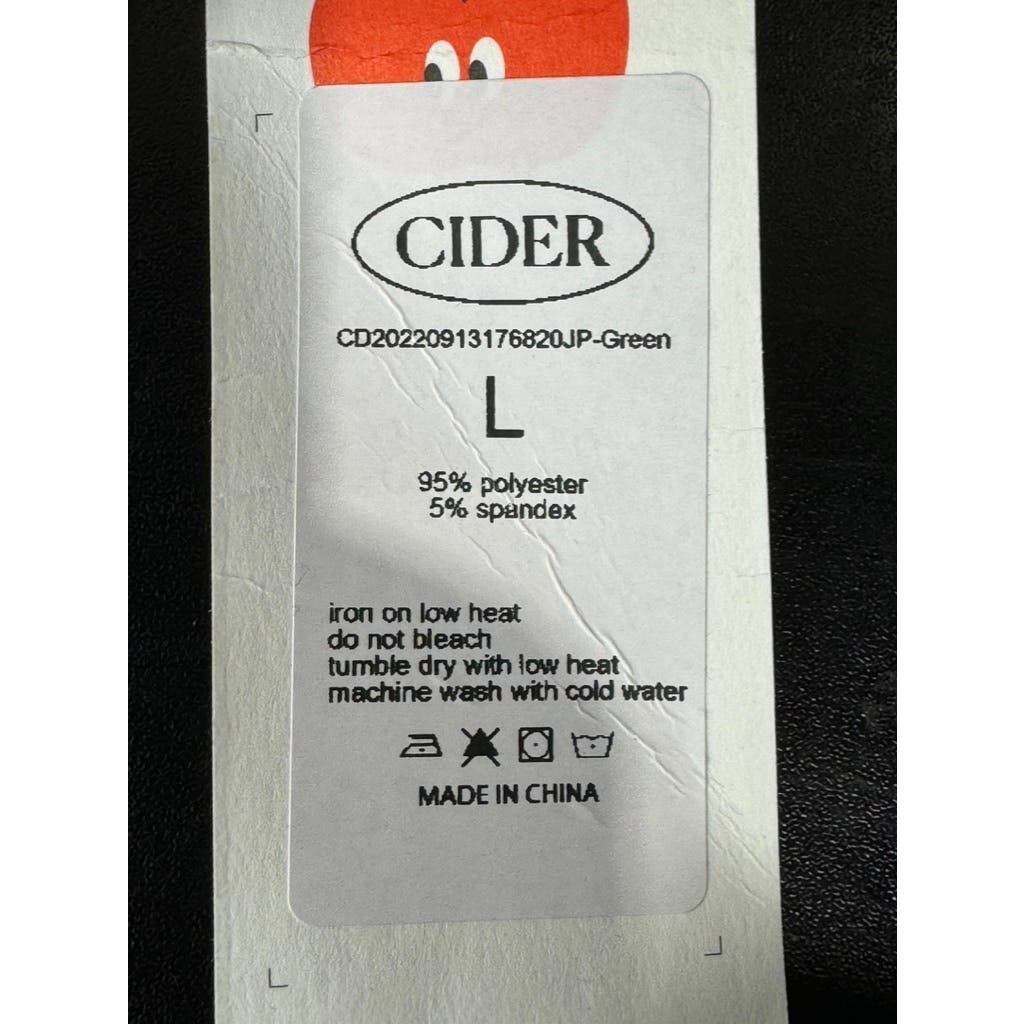 CIDER
CD20220913176820JP-Green
L
95% polyester
5% spandex
iron on low heat
do not bleach
tumble dry with low heat
machine wash with cold water
MADE IN CHINA